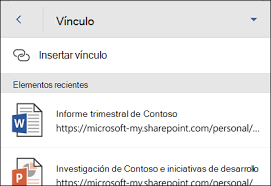 Vínculo
Insertar vínculo
Elementos recientes
W
Informe trimestral de Contoso
https://microsoft-my.sharepoint.com/personal/...
P
Investigación de Contoso e iniciativas de desarrollo
https://microsoft-my.sharepoint.com/personal/...